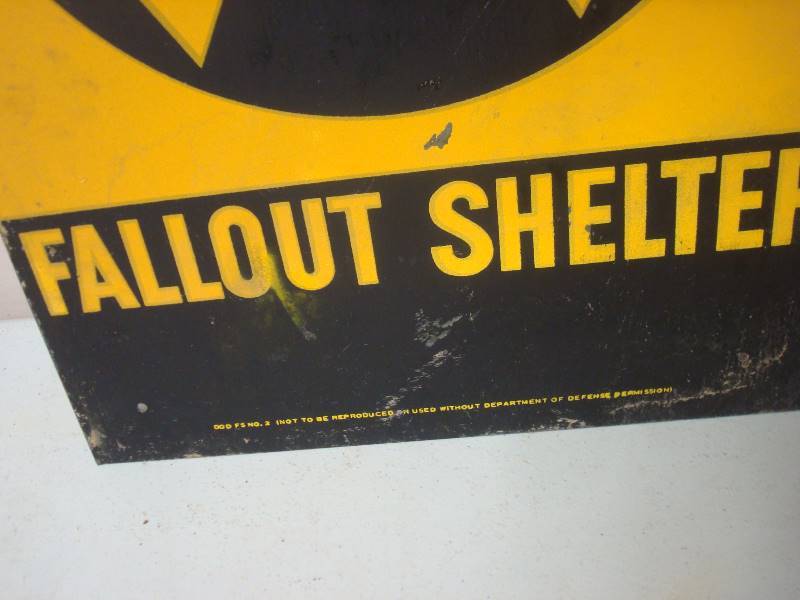 FALLOUT SHELTER
DOD FS NO. 2 (NOT TO BE REPRODUCED OR USED WITHOUT DEPARTMENT OF DEFENSE PERMISSION)